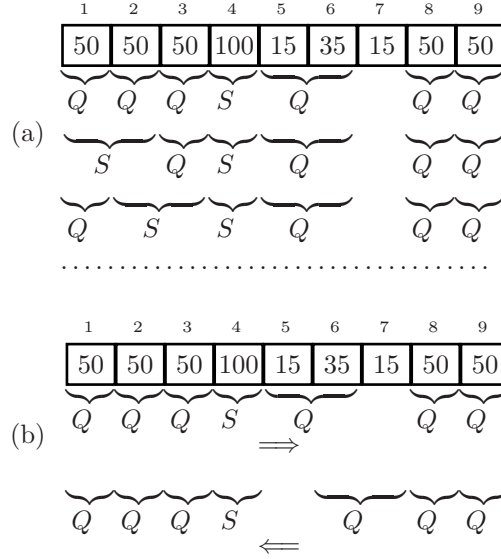 1 2 3 4 5 6 7 8 9
50 50 50 100 15 35 15 50 50
Q Q Q S Q Q Q
(a)
S Q S Q Q Q
Q S S Q Q Q
1 2 3 4 5 6 7 8 9
50 50 50 100 15 35 15 50 50
Q Q Q S Q Q Q
(b)
⟹
Q Q Q S Q Q Q
⟸